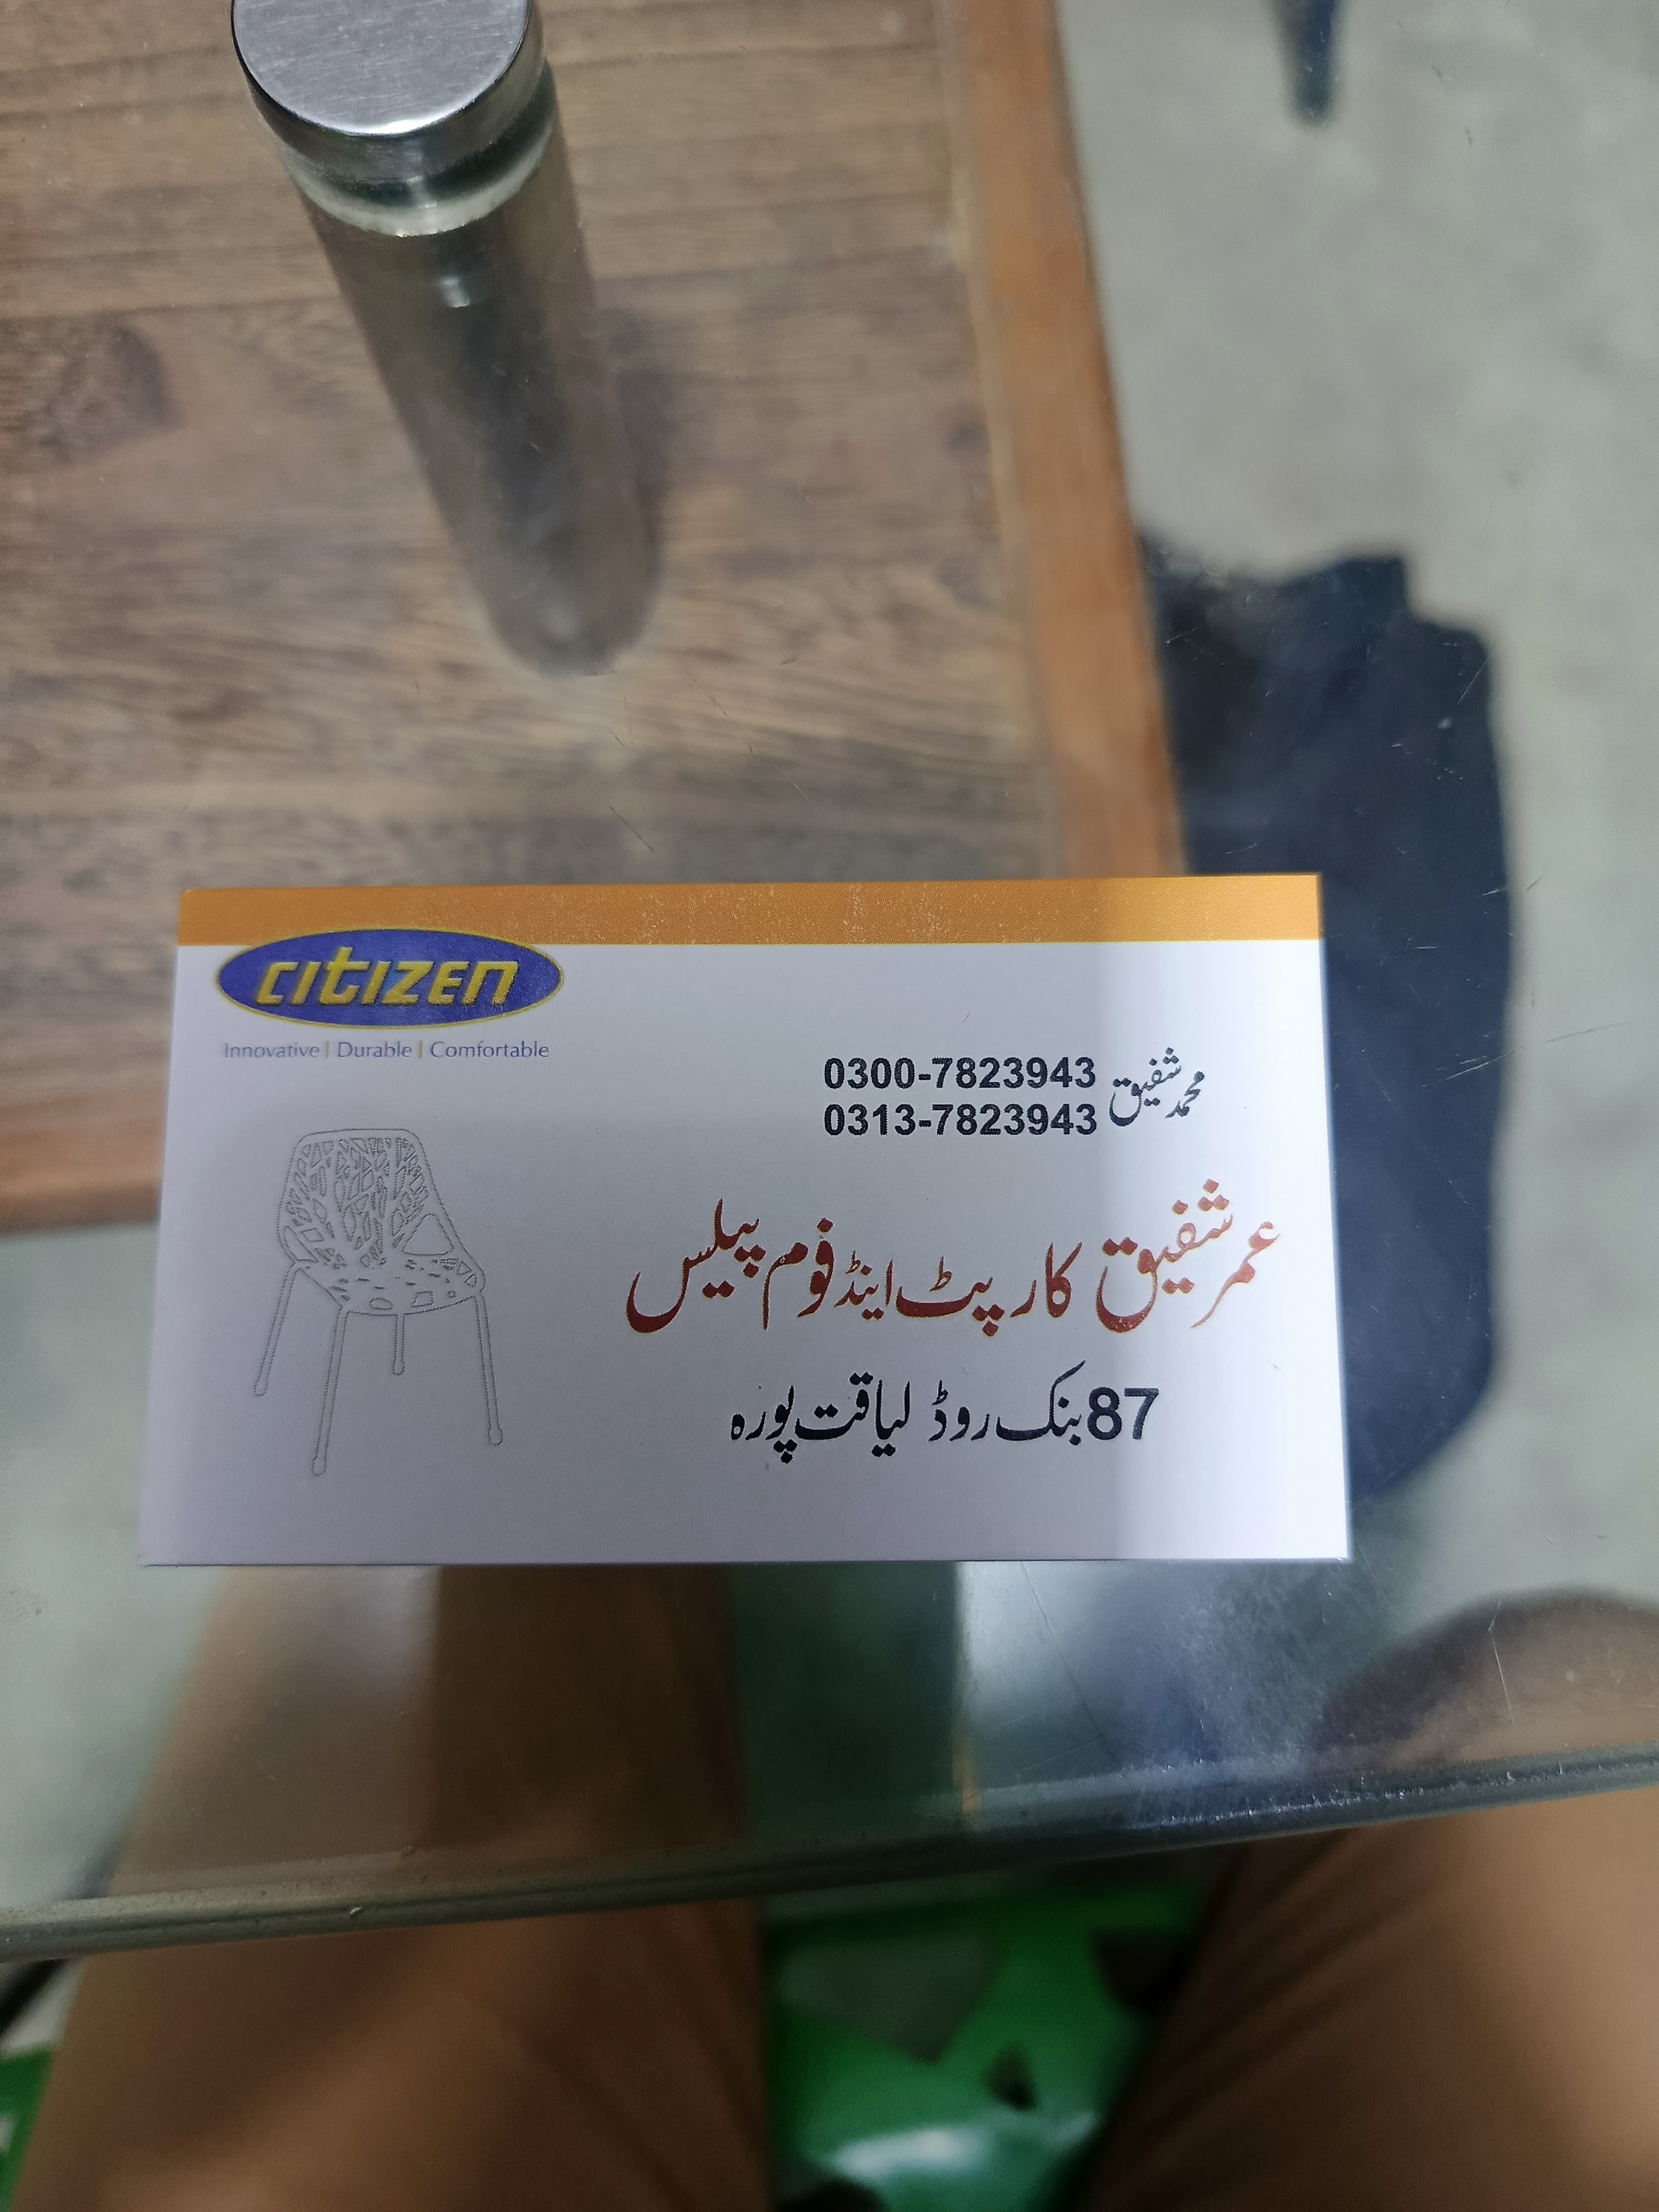 CITIZEN
Innovative | Durable | Comfortable
محمد شفیق 0300-7823943
0313-7823943
عمر شفیق کارپٹ اینڈ فوم پیلس
87 بنک روڈ لیاقت پورہ